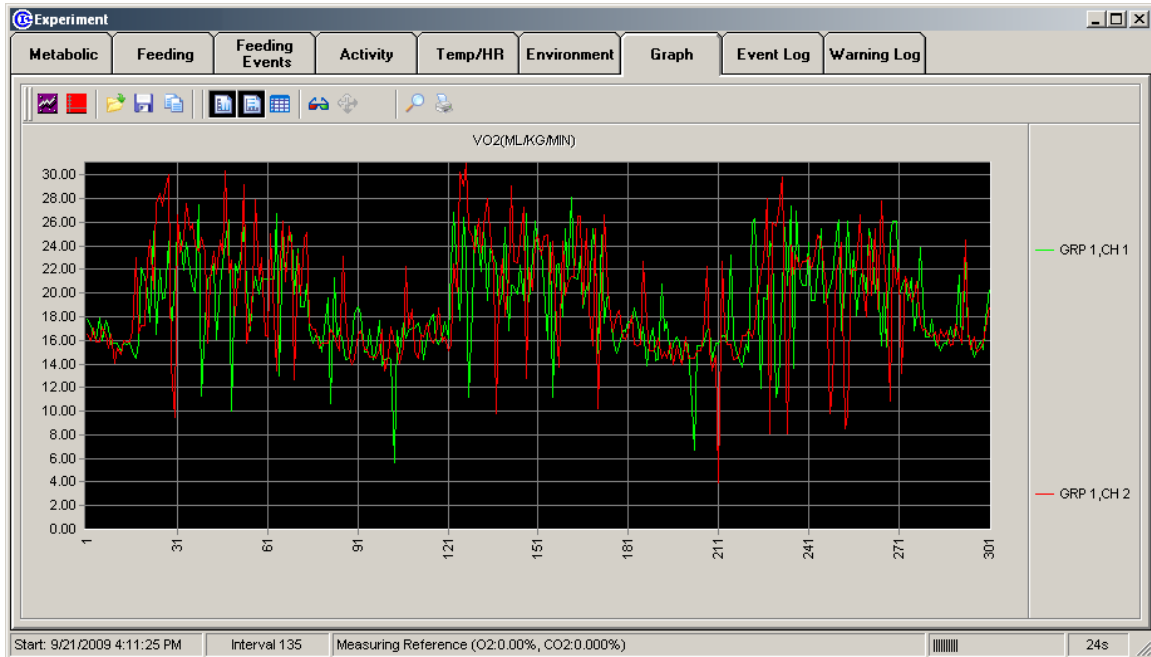 Experiment
Metabolic Feeding Feeding Events Activity Temp/HR Environment Graph Event Log Warning Log
VO2(ML/KG/MIN)
30.00
28.00
26.00
24.00
22.00
20.00
18.00
16.00
14.00
12.00
10.00
8.00
6.00
4.00
2.00
0.00
1 31 61 91 121 151 181 211 241 271 301
GRP 1,CH 1
GRP 1,CH 2
Start: 9/21/2009 4:11:25 PM Interval 135 Measuring Reference (O2:0.00%, CO2:0.000%) 24s